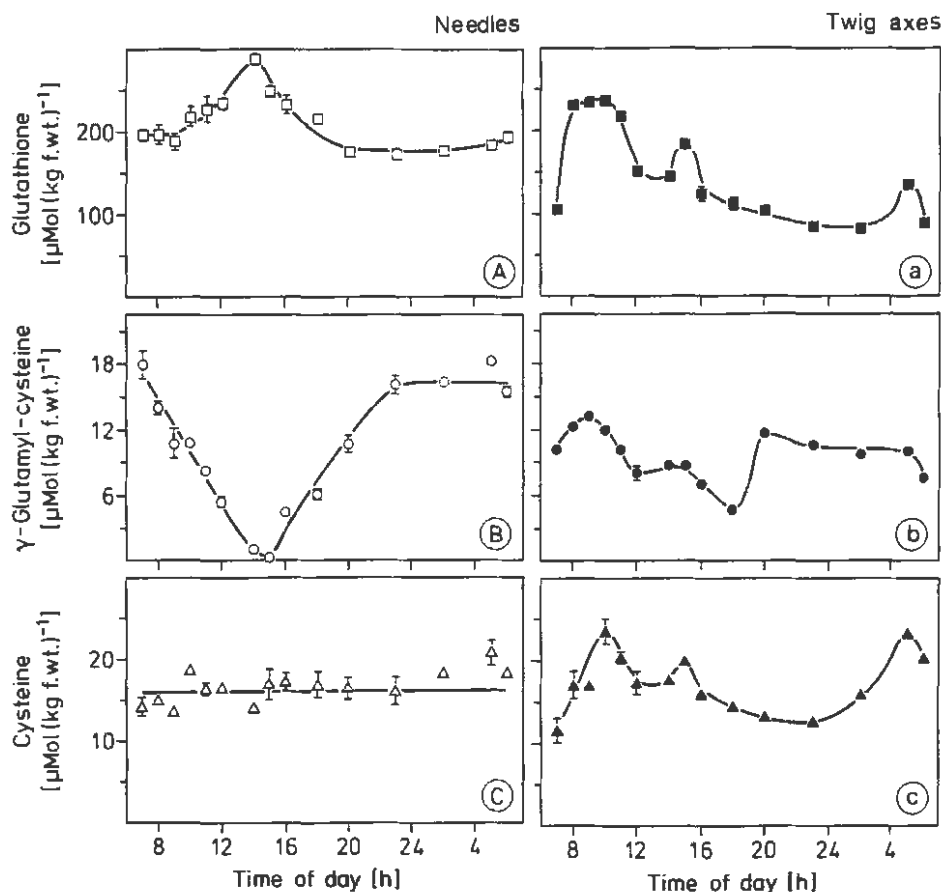 Needles
Twig axes
Glutathione
[μMol(kg f.wt.)⁻¹]
200
100
A
a
γ-Glutamyl-cysteine
[μMol(kg f.wt.)⁻¹]
18
12
6
B
b
Cysteine
[μMol(kg f.wt.)⁻¹]
20
10
C
c
8 12 16 20 24 4
8 12 16 20 24 4
Time of day [h]
Time of day [h]